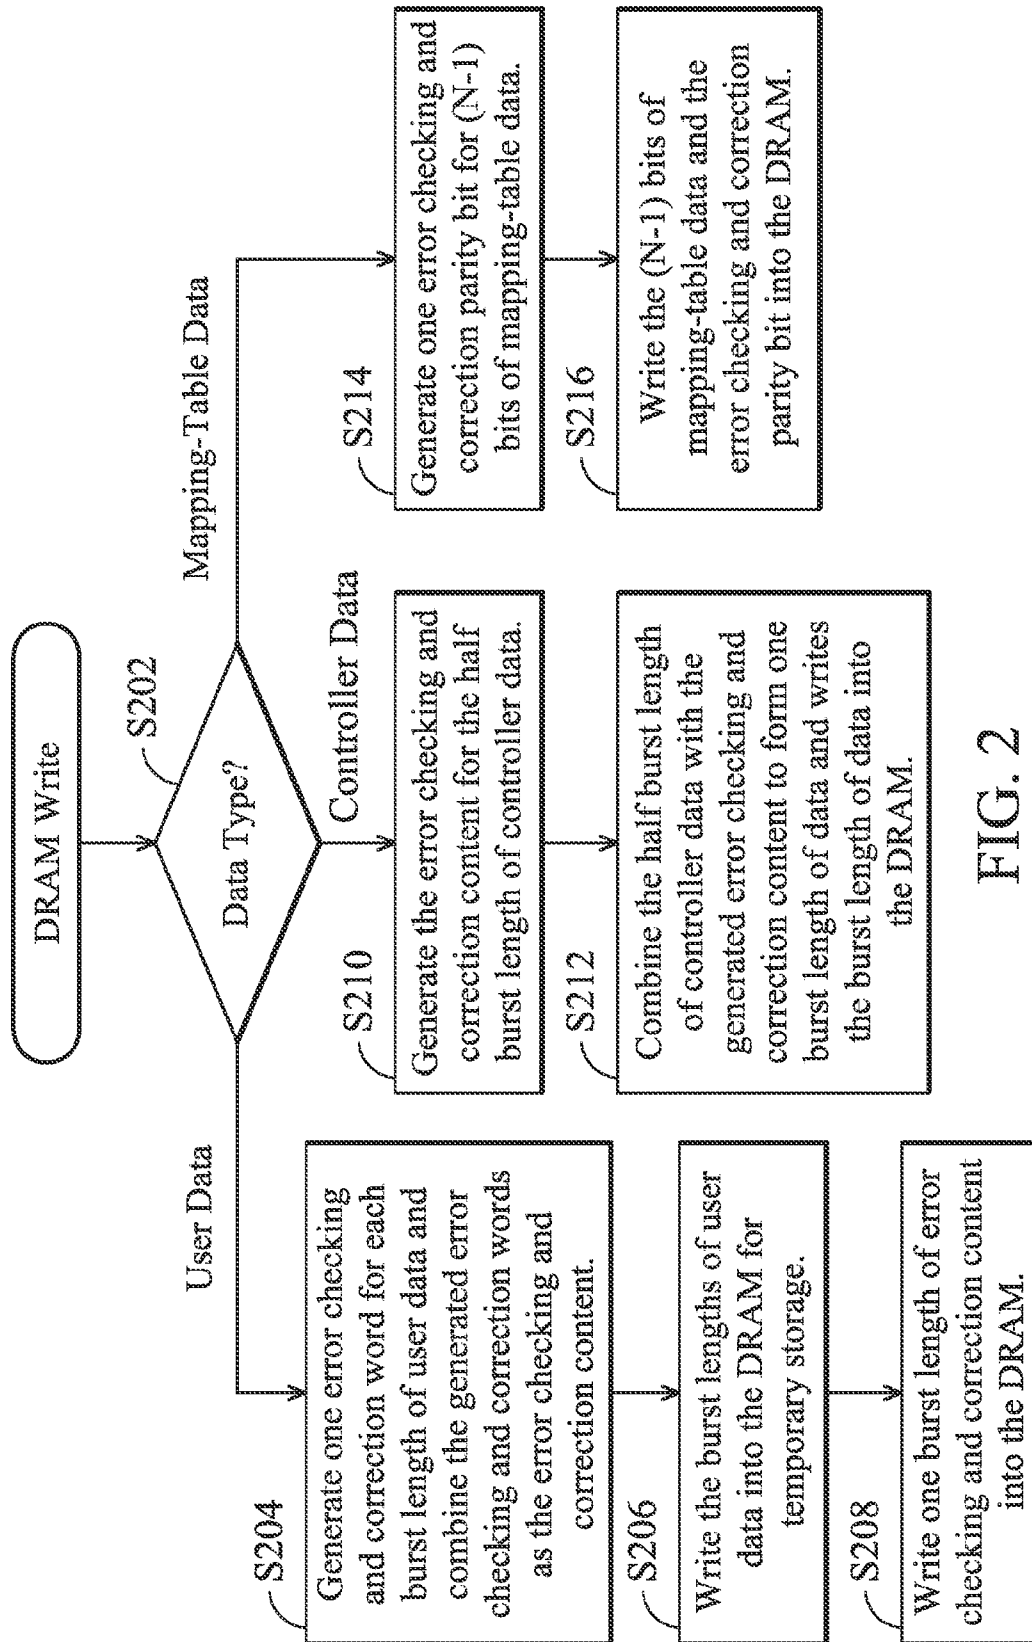 DRAM Write
S202
Data Type?
User Data
Controller Data
Mapping-Table Data
S204
Generate one error checking
and correction word for each
burst length of user data and
combine the generated error
checking and correction words
as the error checking and
correction content.
S206
Write the burst lengths of user
data into the DRAM for
temporary storage.
S208
Write one burst length of error
checking and correction content
into the DRAM.
S210
Generate the error checking and
correction content for the half
burst length of controller data.
S212
Combine the half burst length
of controller data with the
generated error checking and
correction content to form one
burst length of data and writes
the burst length of data into
the DRAM.
S214
Generate one error checking and
correction parity bit for (N-1)
bits of mapping-table data.
S216
Write the (N-1) bits of
mapping-table data and the
error checking and correction
parity bit into the DRAM.
FIG. 2